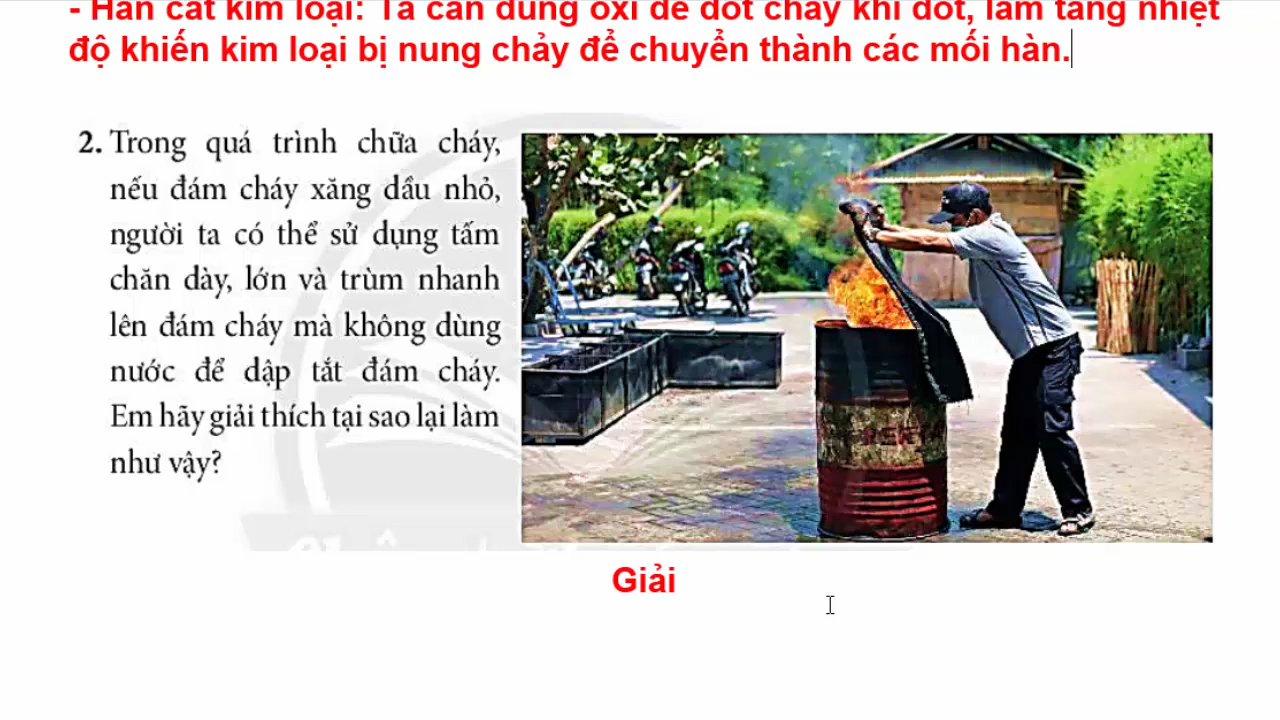 - Hàn cắt kim loại: Ta cần dùng oxi để đốt cháy khí đốt, làm tăng nhiệt
độ khiến kim loại bị nung chảy để chuyển thành các mối hàn.
2. Trong quá trình chữa cháy,
nếu đám cháy xăng dầu nhỏ,
người ta có thể sử dụng tấm
chăn dày, lớn và trùm nhanh
lên đám cháy mà không dùng
nước để dập tắt đám cháy.
Em hãy giải thích tại sao lại làm
như vậy?
Giải